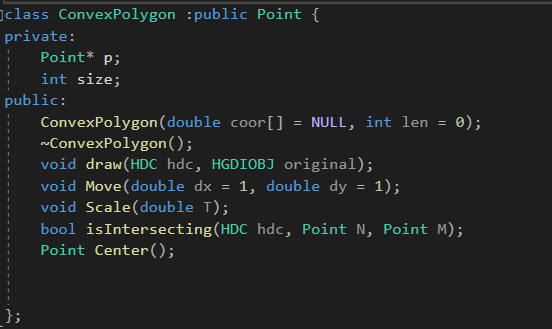 class ConvexPolygon :public Point {
private:
    Point* p;
    int size;
public:
    ConvexPolygon(double coor[] = NULL, int len = 0);
    ~ConvexPolygon();
    void draw(HDC hdc, HGDIOBJ original);
    void Move(double dx = 1, double dy = 1);
    void Scale(double T);
    bool isIntersecting(HDC hdc, Point N, Point M);
    Point Center();
};